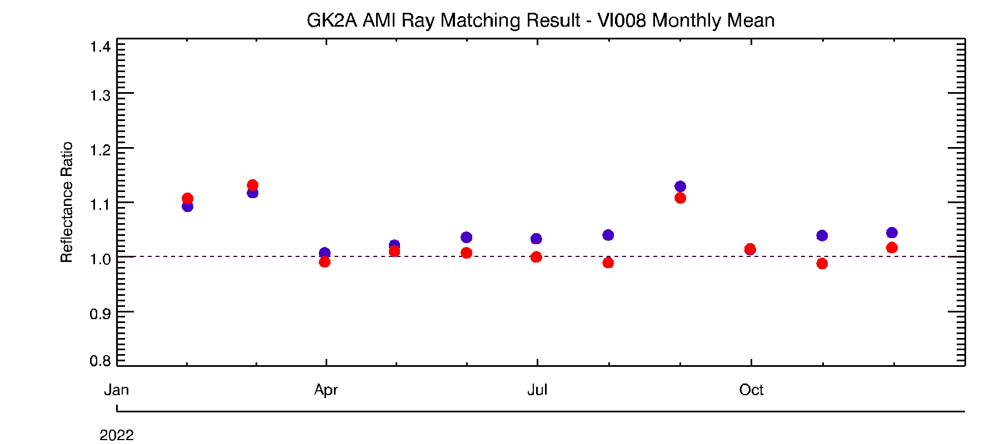 GK2A AMI Ray Matching Result - VI008 Monthly Mean
1.4
1.3
1.2
1.1
1.0
0.9
0.8
Reflectance Ratio
Jan Apr Jul Oct
2022